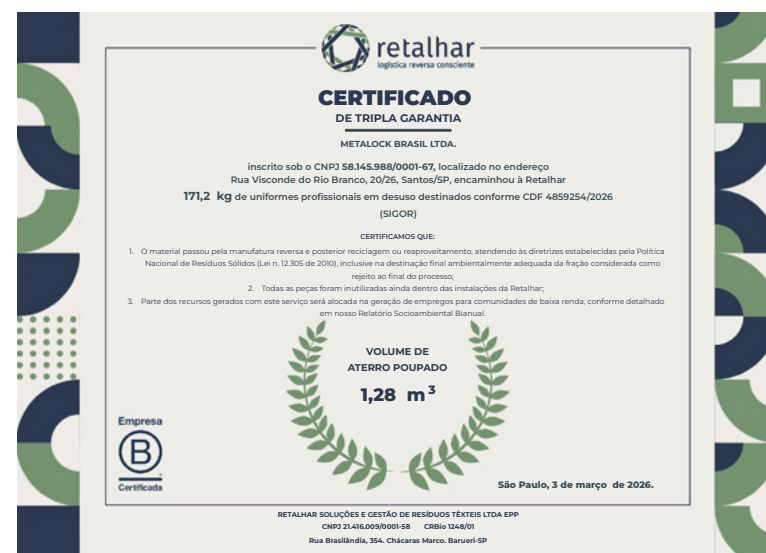 retalhar
logística reversa consciente
CERTIFICADO
DE TRIPLA GARANTIA
METALOCK BRASIL LTDA.
inscrito sob o CNPJ 58.145.988/0001-67, localizado no endereço
Rua Visconde do Rio Branco, 20/26, Santos/SP, encaminhou à Retalhar
171,2 kg de uniformes profissionais em desuso destinados conforme CDF 4859254/2026
(SIGOR)
CERTIFICAMOS QUE:
1. O material passou pela manufatura reversa e posterior reciclagem ou reaproveitamento, atendendo às diretrizes estabelecidas pela Política
Nacional de Resíduos Sólidos (Lei n. 12.305 de 2010), inclusive na destinação final ambientalmente adequada da fração considerada como
rejeito ao final do processo;
2. Todas as peças foram inutilizadas ainda dentro das instalações da Retalhar;
3. Parte dos recursos gerados com este serviço será alocada na geração de empregos para comunidades de baixa renda, conforme detalhado
em nosso Relatório Socioambiental Bianual.
VOLUME DE
ATERRO POUPADO
1,28 m³
Empresa
B
Certificada
São Paulo, 3 de março de 2026.
RETALHAR SOLUÇÕES E GESTÃO DE RESÍDUOS TÊXTEIS LTDA EPP
CNPJ 21.416.009/0001-58 CRBio 1248/01
Rua Brasilândia, 354. Chácaras Marco. Barueri-SP